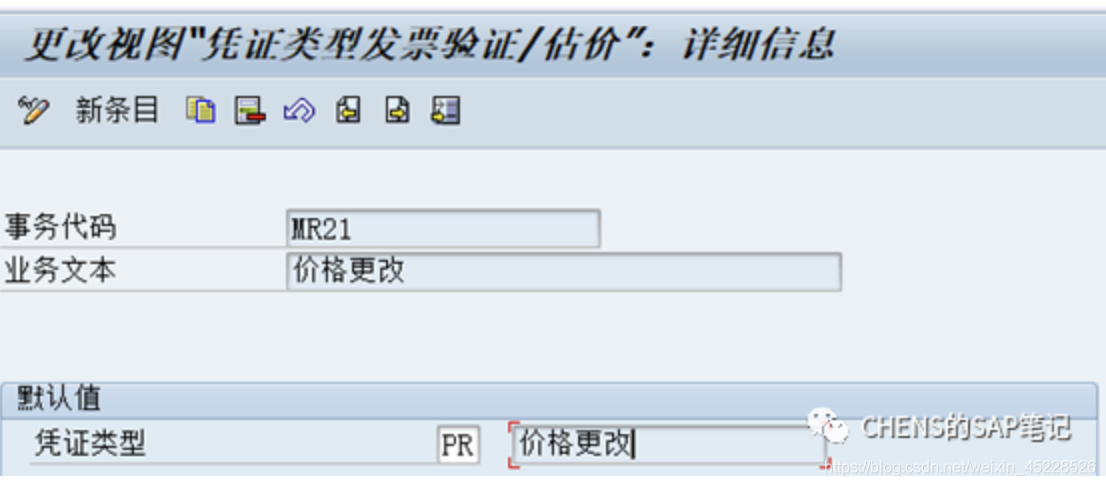 更改视图"凭证类型发票验证/估价"：详细信息
新条目
事务代码 MR21
业务文本 价格更改
默认值
凭证类型 PR 价格更改
CHENS的SAP笔记
https://blog.csdn.net/weixin_45228526